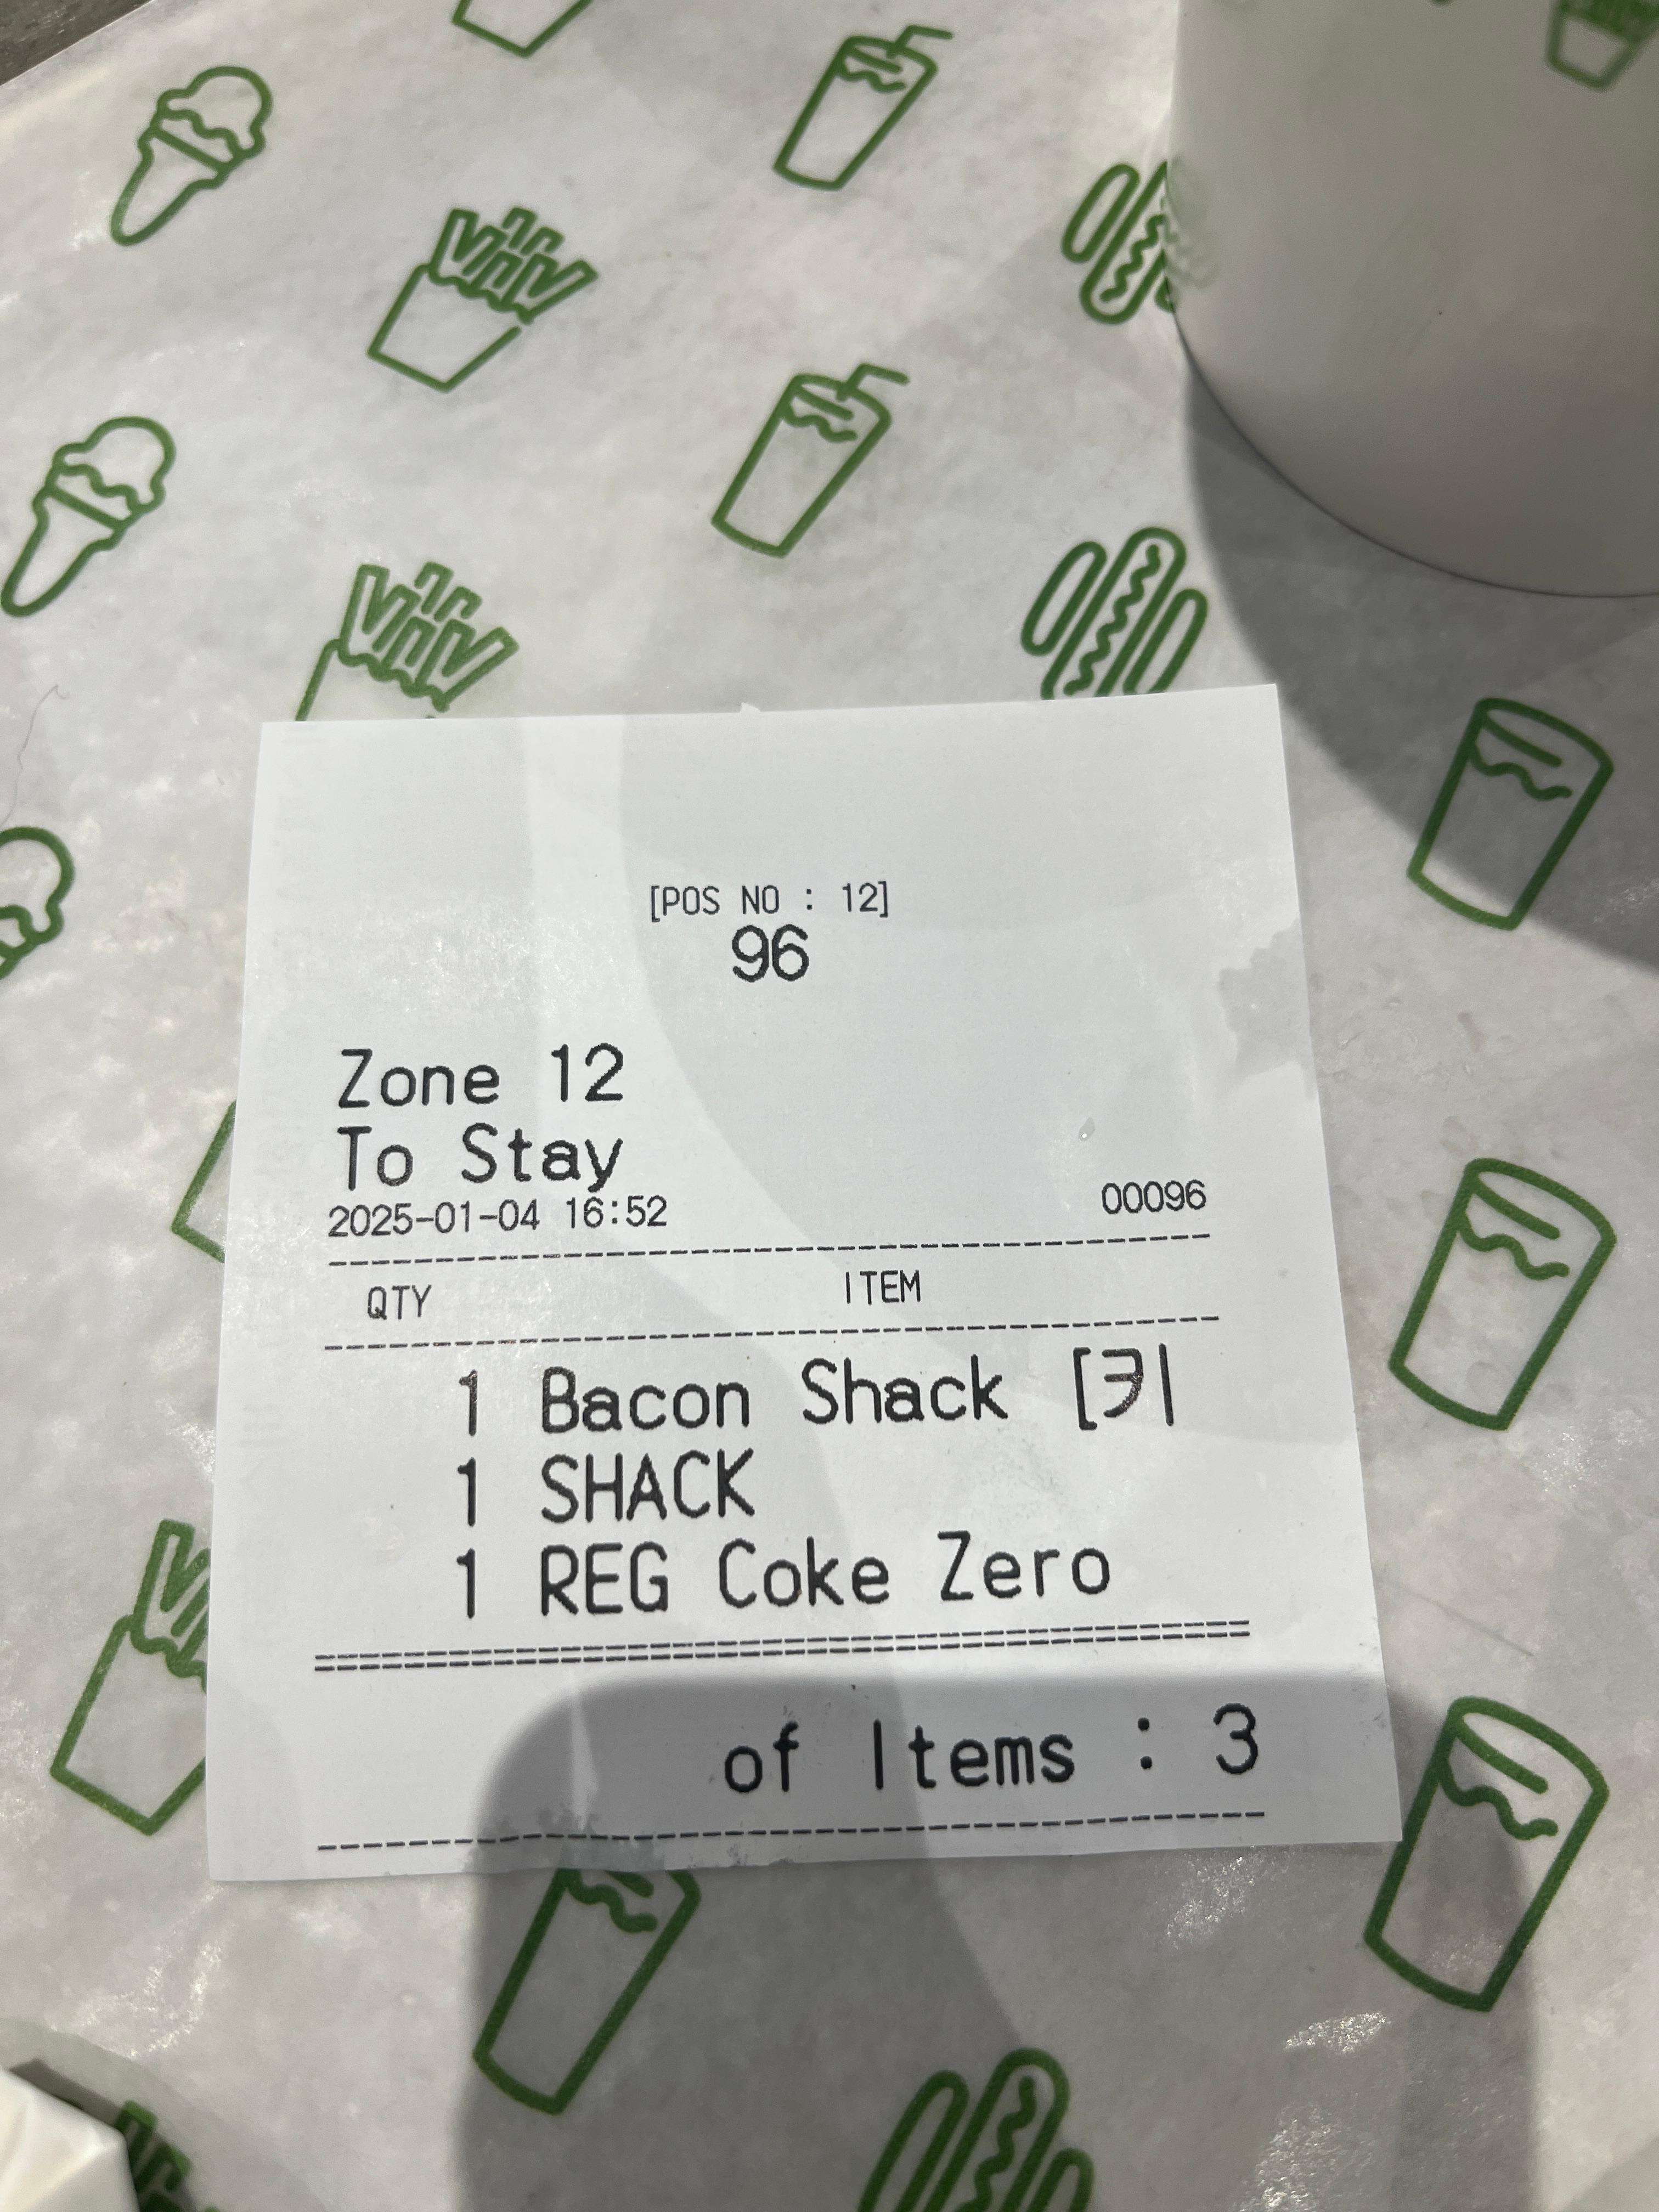 [POS NO : 12]
96
Zone 12
To Stay
2025-01-04 16:52 00096
QTY ITEM
1 Bacon Shack [키
1 SHACK
1 REG Coke Zero
of Items : 3